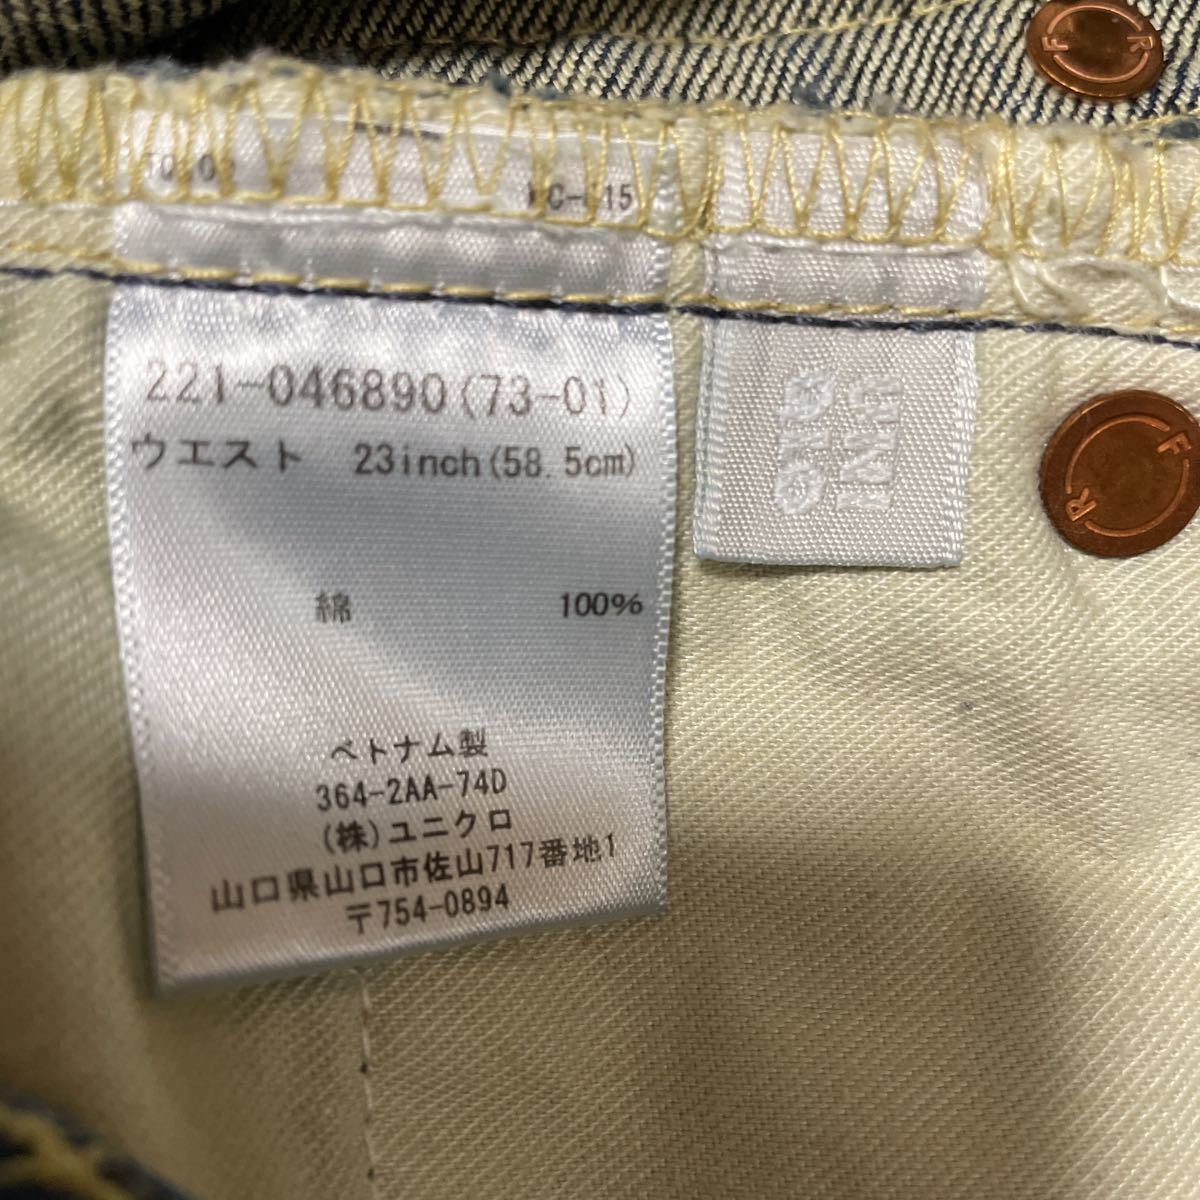 221-046890(73-01)
ウエスト 23inch(58.5cm)
綿 100%
ベトナム製
364-2AA-74D
(株)ユニクロ
山口県山口市佐山717番地1
〒754-0894
UNI
QLO
F R
F R